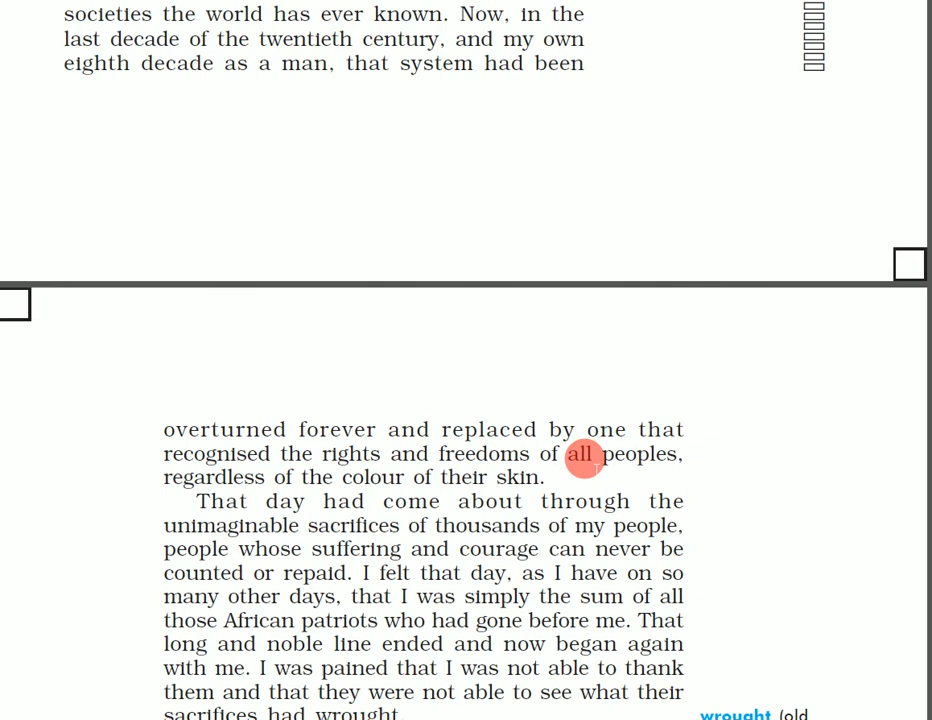 societies the world has ever known. Now, in the
last decade of the twentieth century, and my own
eighth decade as a man, that system had been
overturned forever and replaced by one that
recognised the rights and freedoms of all peoples,
regardless of the colour of their skin.
That day had come about through the
unimaginable sacrifices of thousands of my people,
people whose suffering and courage can never be
counted or repaid. I felt that day, as I have on so
many other days, that I was simply the sum of all
those African patriots who had gone before me. That
long and noble line ended and now began again
with me. I was pained that I was not able to thank
them and that they were not able to see what their
sacrifices had wrought.
wrought (old